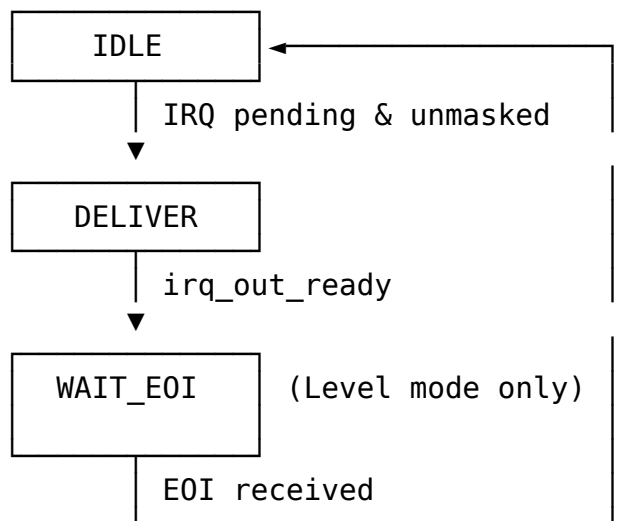 IDLE
IRQ pending & unmasked
DELIVER
irq_out_ready
WAIT_EOI (Level mode only)
EOI received